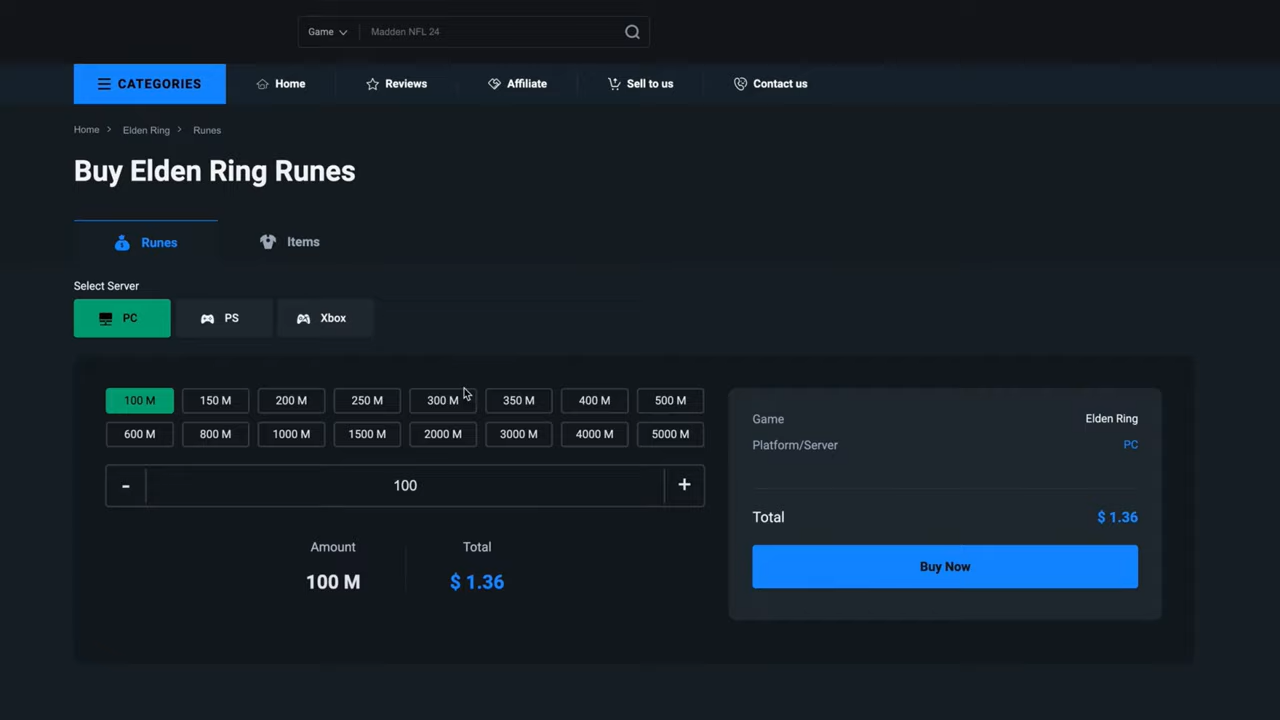 Game Madden NFL 24
CATEGORIES Home Reviews Affiliate Sell to us Contact us
Home > Elden Ring > Runes
Buy Elden Ring Runes
Runes Items
Select Server
PC PS Xbox
100 M 150 M 200 M 250 M 300 M 350 M 400 M 500 M
600 M 800 M 1000 M 1500 M 2000 M 3000 M 4000 M 5000 M
- 100 +
Amount Total
100 M $ 1.36
Game Elden Ring
Platform/Server PC
Total $ 1.36
Buy Now